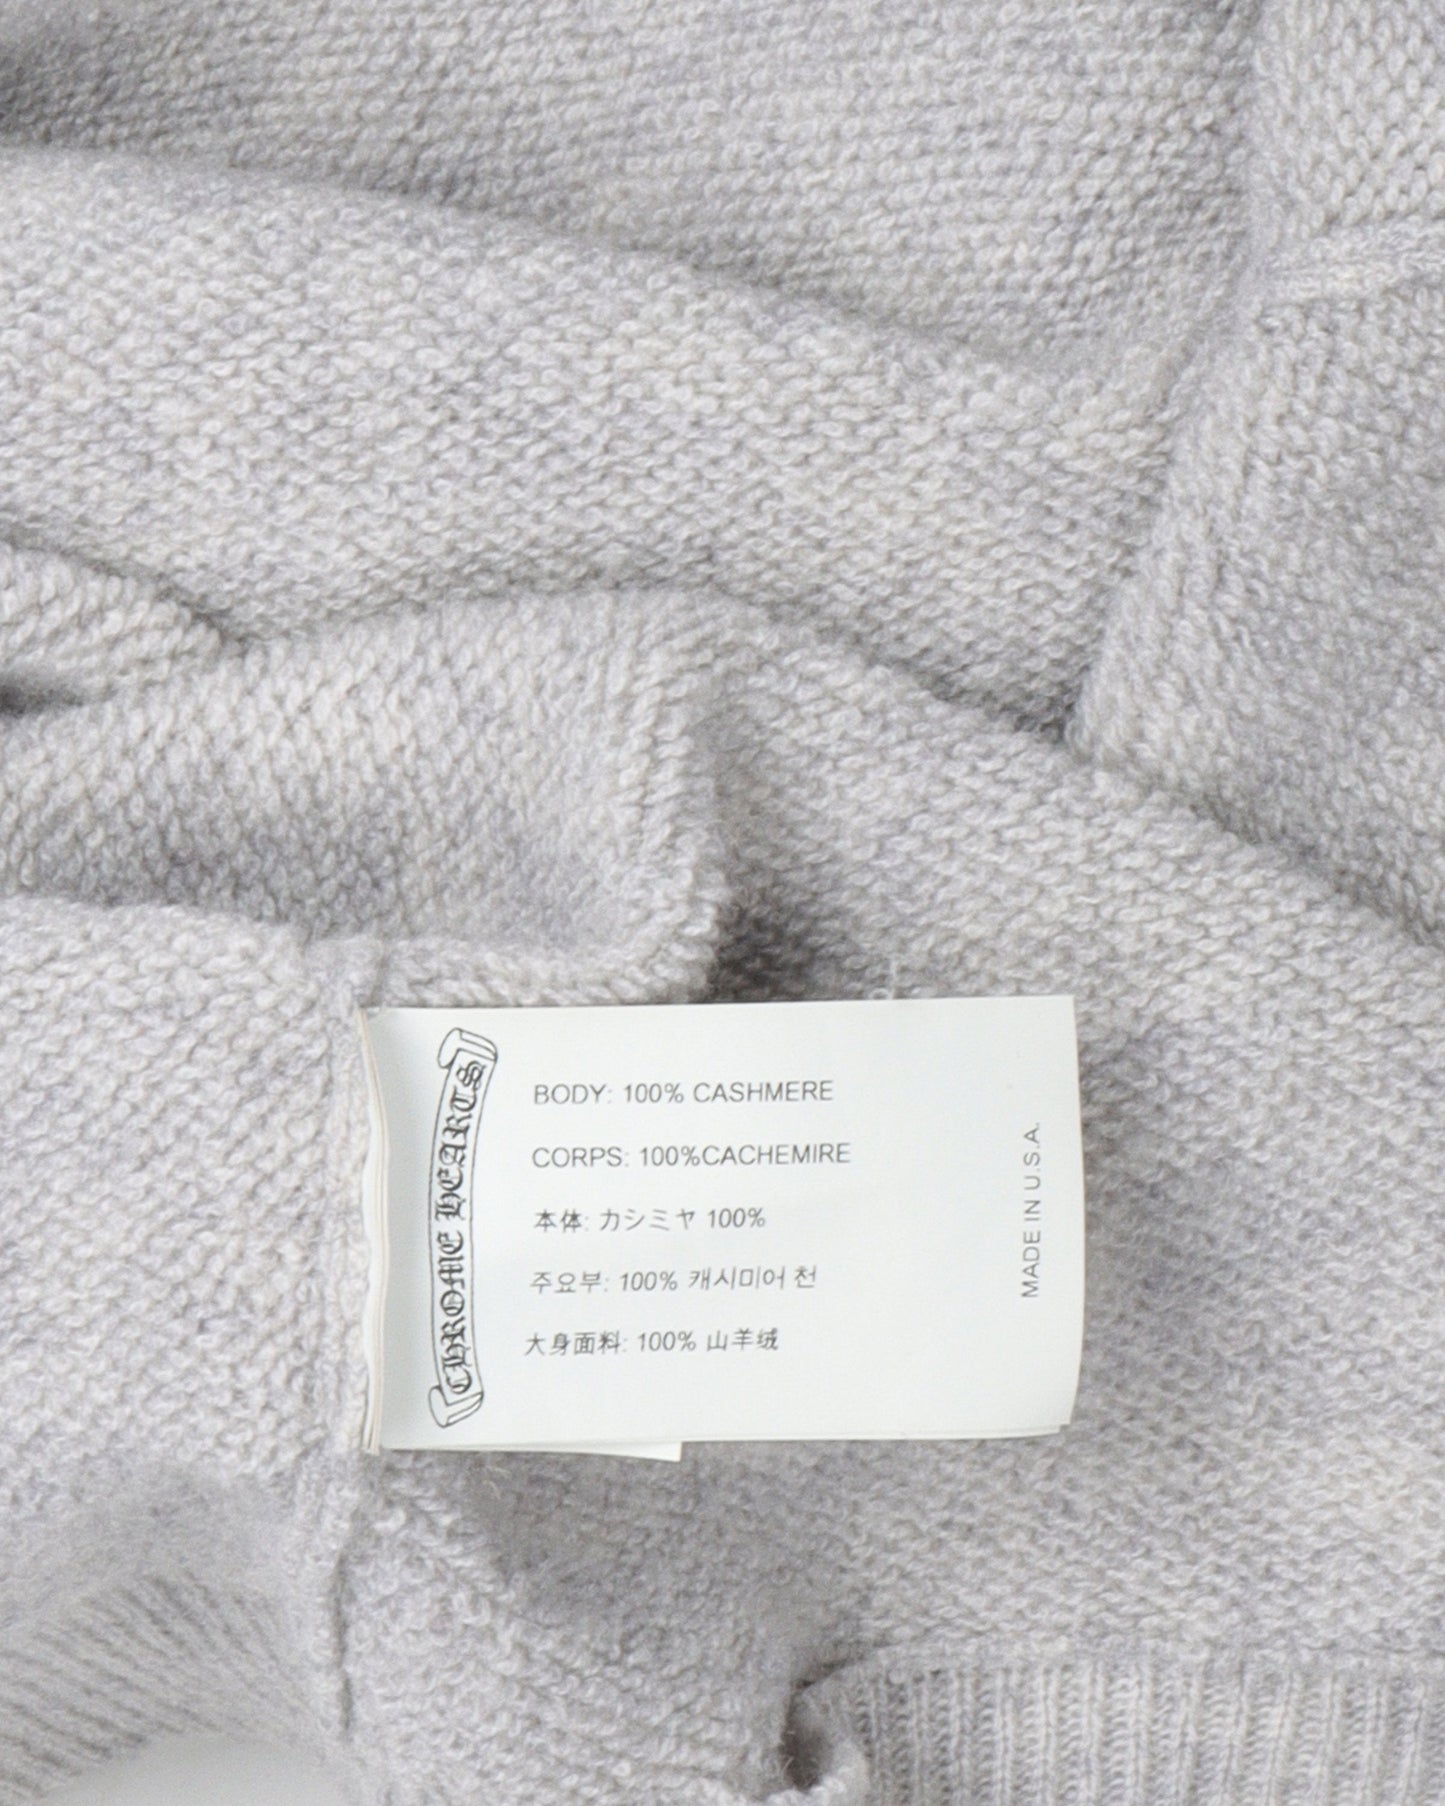 CHROME HEARTS
BODY: 100% CASHMERE
CORPS: 100%CACHEMIRE
本体: カシミヤ 100%
주요부: 100% 캐시미어 천
大身面料: 100% 山羊绒
MADE IN U.S.A.